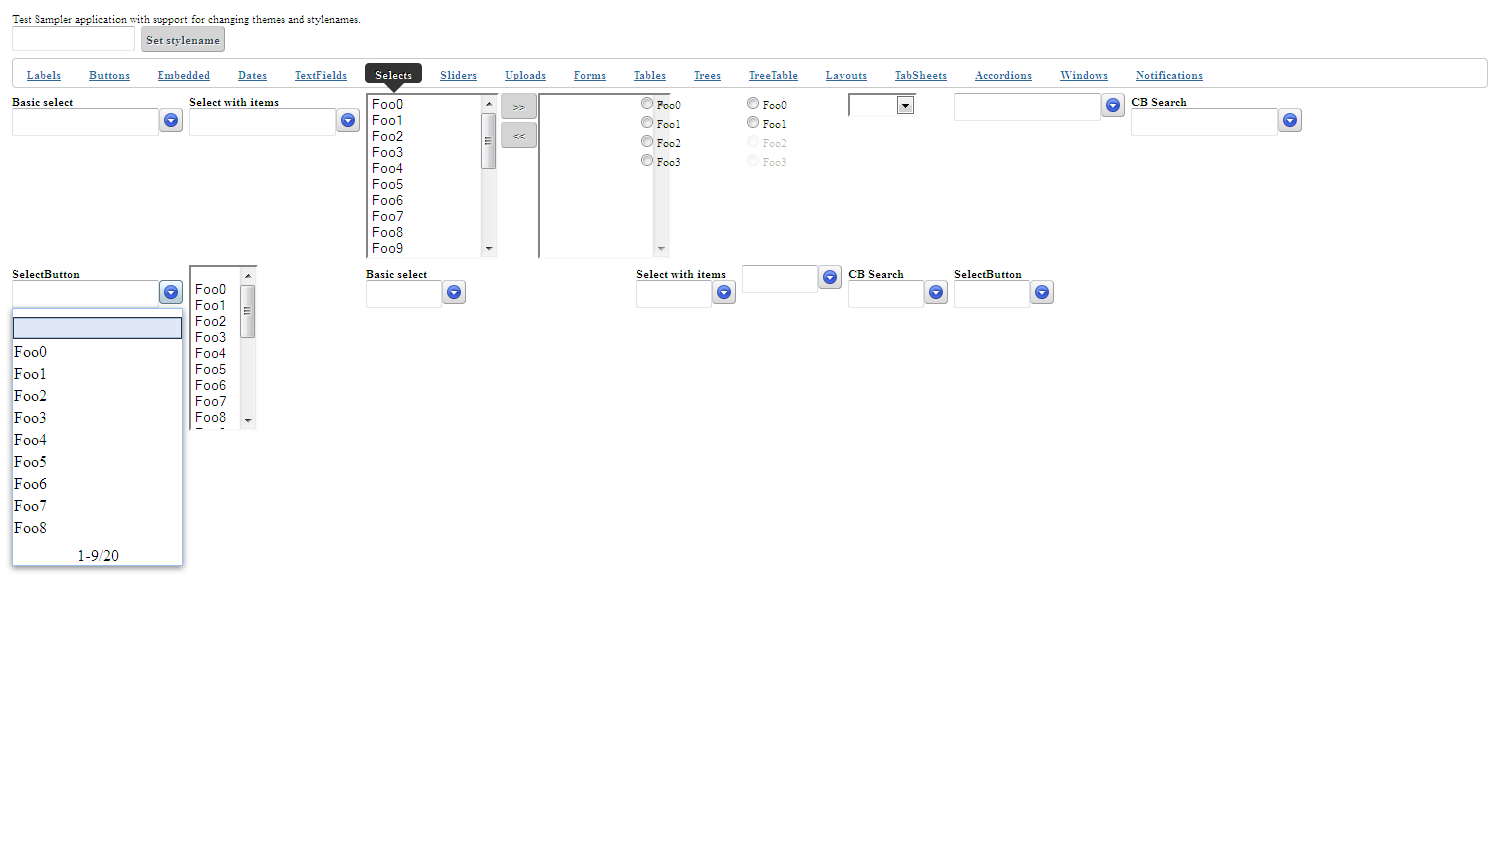 Test Sampler application with support for changing themes and stylenames.
Set stylename
Labels Buttons Embedded Dates TextFields Selects Sliders Uploads Forms Tables Trees TreeTable Layouts TabSheets Accordions Windows Notifications
Basic select
Select with items
Foo0
Foo1
Foo2
Foo3
Foo4
Foo5
Foo6
Foo7
Foo8
Foo9
>>
<<
Foo0
Foo1
Foo2
Foo3
Foo0
Foo1
Foo2
Foo3
CB Search
SelectButton
Foo0
Foo1
Foo2
Foo3
Foo4
Foo5
Foo6
Foo7
Foo8
1-9/20
Foo0
Foo1
Foo2
Foo3
Foo4
Foo5
Foo6
Foo7
Foo8
Basic select
Select with items
CB Search
SelectButton